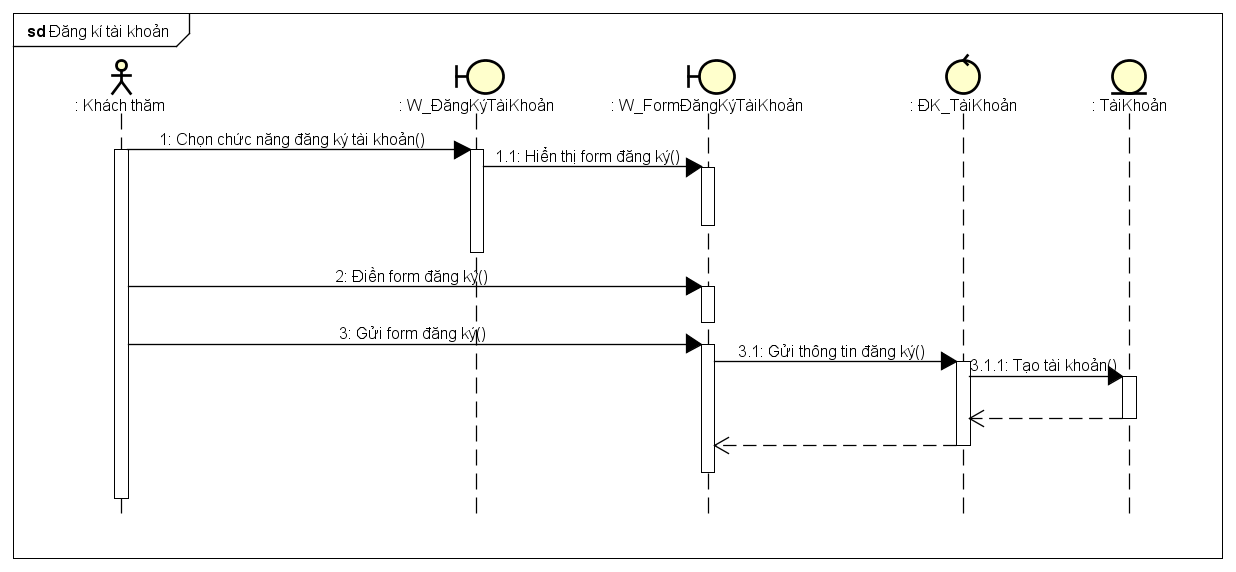 sd Đăng kí tài khoản
: Khách thăm
: W_ĐăngKýTàiKhoản
: W_FormĐăngKýTàiKhoản
: ĐK_TàiKhoản
: TàiKhoản
1: Chọn chức năng đăng ký tài khoản()
1.1: Hiển thị form đăng ký()
2: Điền form đăng ký()
3: Gửi form đăng ký()
3.1: Gửi thông tin đăng ký()
3.1.1: Tạo tài khoản()